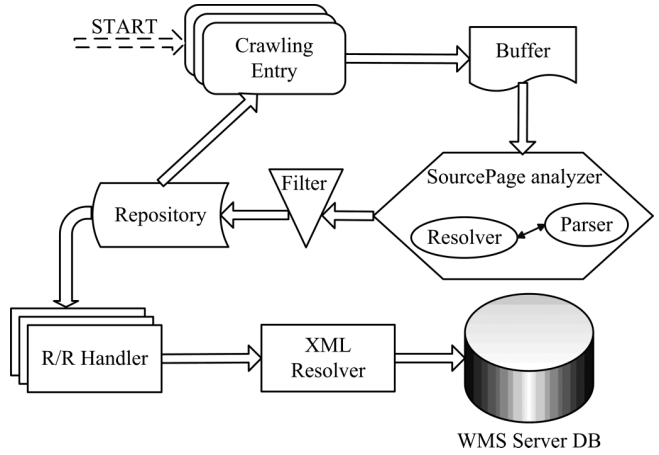 START
Crawling
Entry
Buffer
SourcePage analyzer
Resolver
Parser
Filter
Repository
R/R Handler
XML
Resolver
WMS Server DB